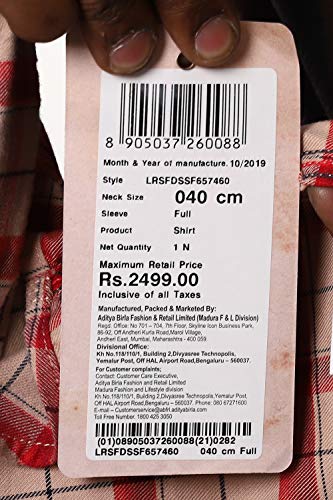 8 905037 260088
Month & Year of manufacture. 10/2019
Style LRSFDSSF657460
Neck Size 040 cm
Sleeve Full
Product Shirt
Net Quantity 1 N
Maximum Retail Price
Rs.2499.00
Inclusive of all Taxes
Manufactured, Packed & Marketed By:
Aditya Birla Fashion & Retail Limited (Madura F & L Division)
Regd. Office: No 701 – 704, 7th Floor, Skyline Icon Business Park,
86-92, Off Andheri Kurla Road, Marol Village,
Andheri East, Mumbai, Maharashtra - 400 059
Divisional Office:
Kh No.118/110/1, Building 2, Divyasree Technopolis,
Yemalur Post, Off HAL Airport Road, Bengaluru – 560037.
For Customer complaints;
Contact: Customer Care Executive,
Aditya Birla Fashion and Retail Limited
Madura Fashion and Lifestyle Division
Kh No.118/110/1, Building 2, Divyasree Technopolis, Yemalur Post,
Off HAL Airport Road, Bengaluru – 560037. Phone: 080 67271600
E-Mail – Customerservice@abfrl.adityabirla.com
Toll Free Number. 1800 425 3050
(01)08905037260088(21)0282
LRSFDSSF657460 040 cm Full